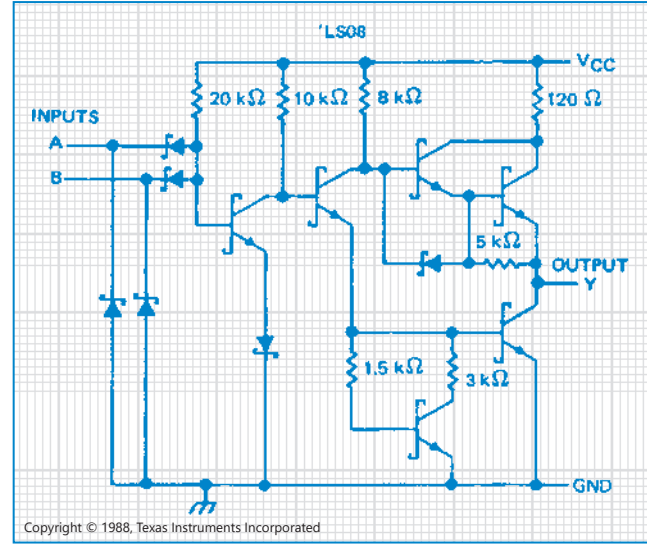 'LS08
VCC
20 kΩ 10 kΩ 8 kΩ 120 Ω
INPUTS
A
B
5 kΩ
OUTPUT
Y
1.5 kΩ 3 kΩ
GND
Copyright © 1988, Texas Instruments Incorporated